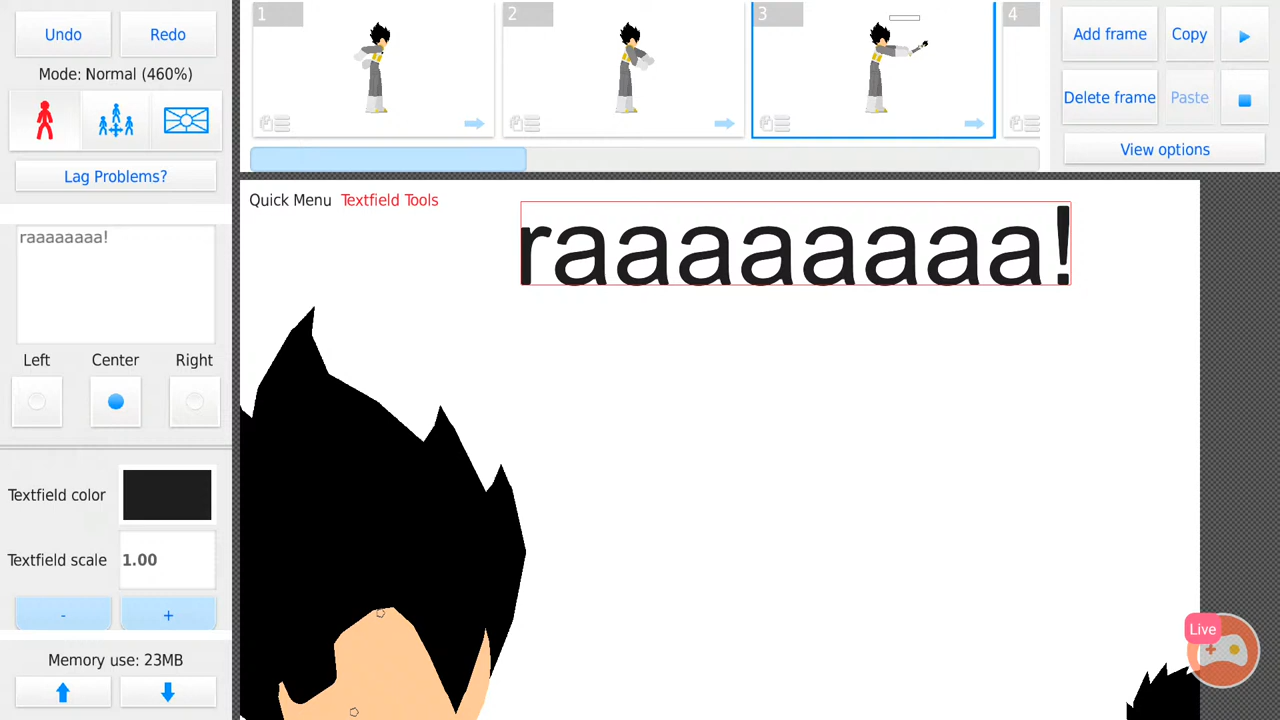 Undo
Redo
Mode: Normal (460%)
Lag Problems?
raaaaaaaa!
Left
Center
Right
Textfield color
Textfield scale
1.00
-
+
Memory use: 23MB
1
2
3
4
Add frame
Copy
Delete frame
Paste
View options
Quick Menu
Textfield Tools
raaaaaaaa!
Live